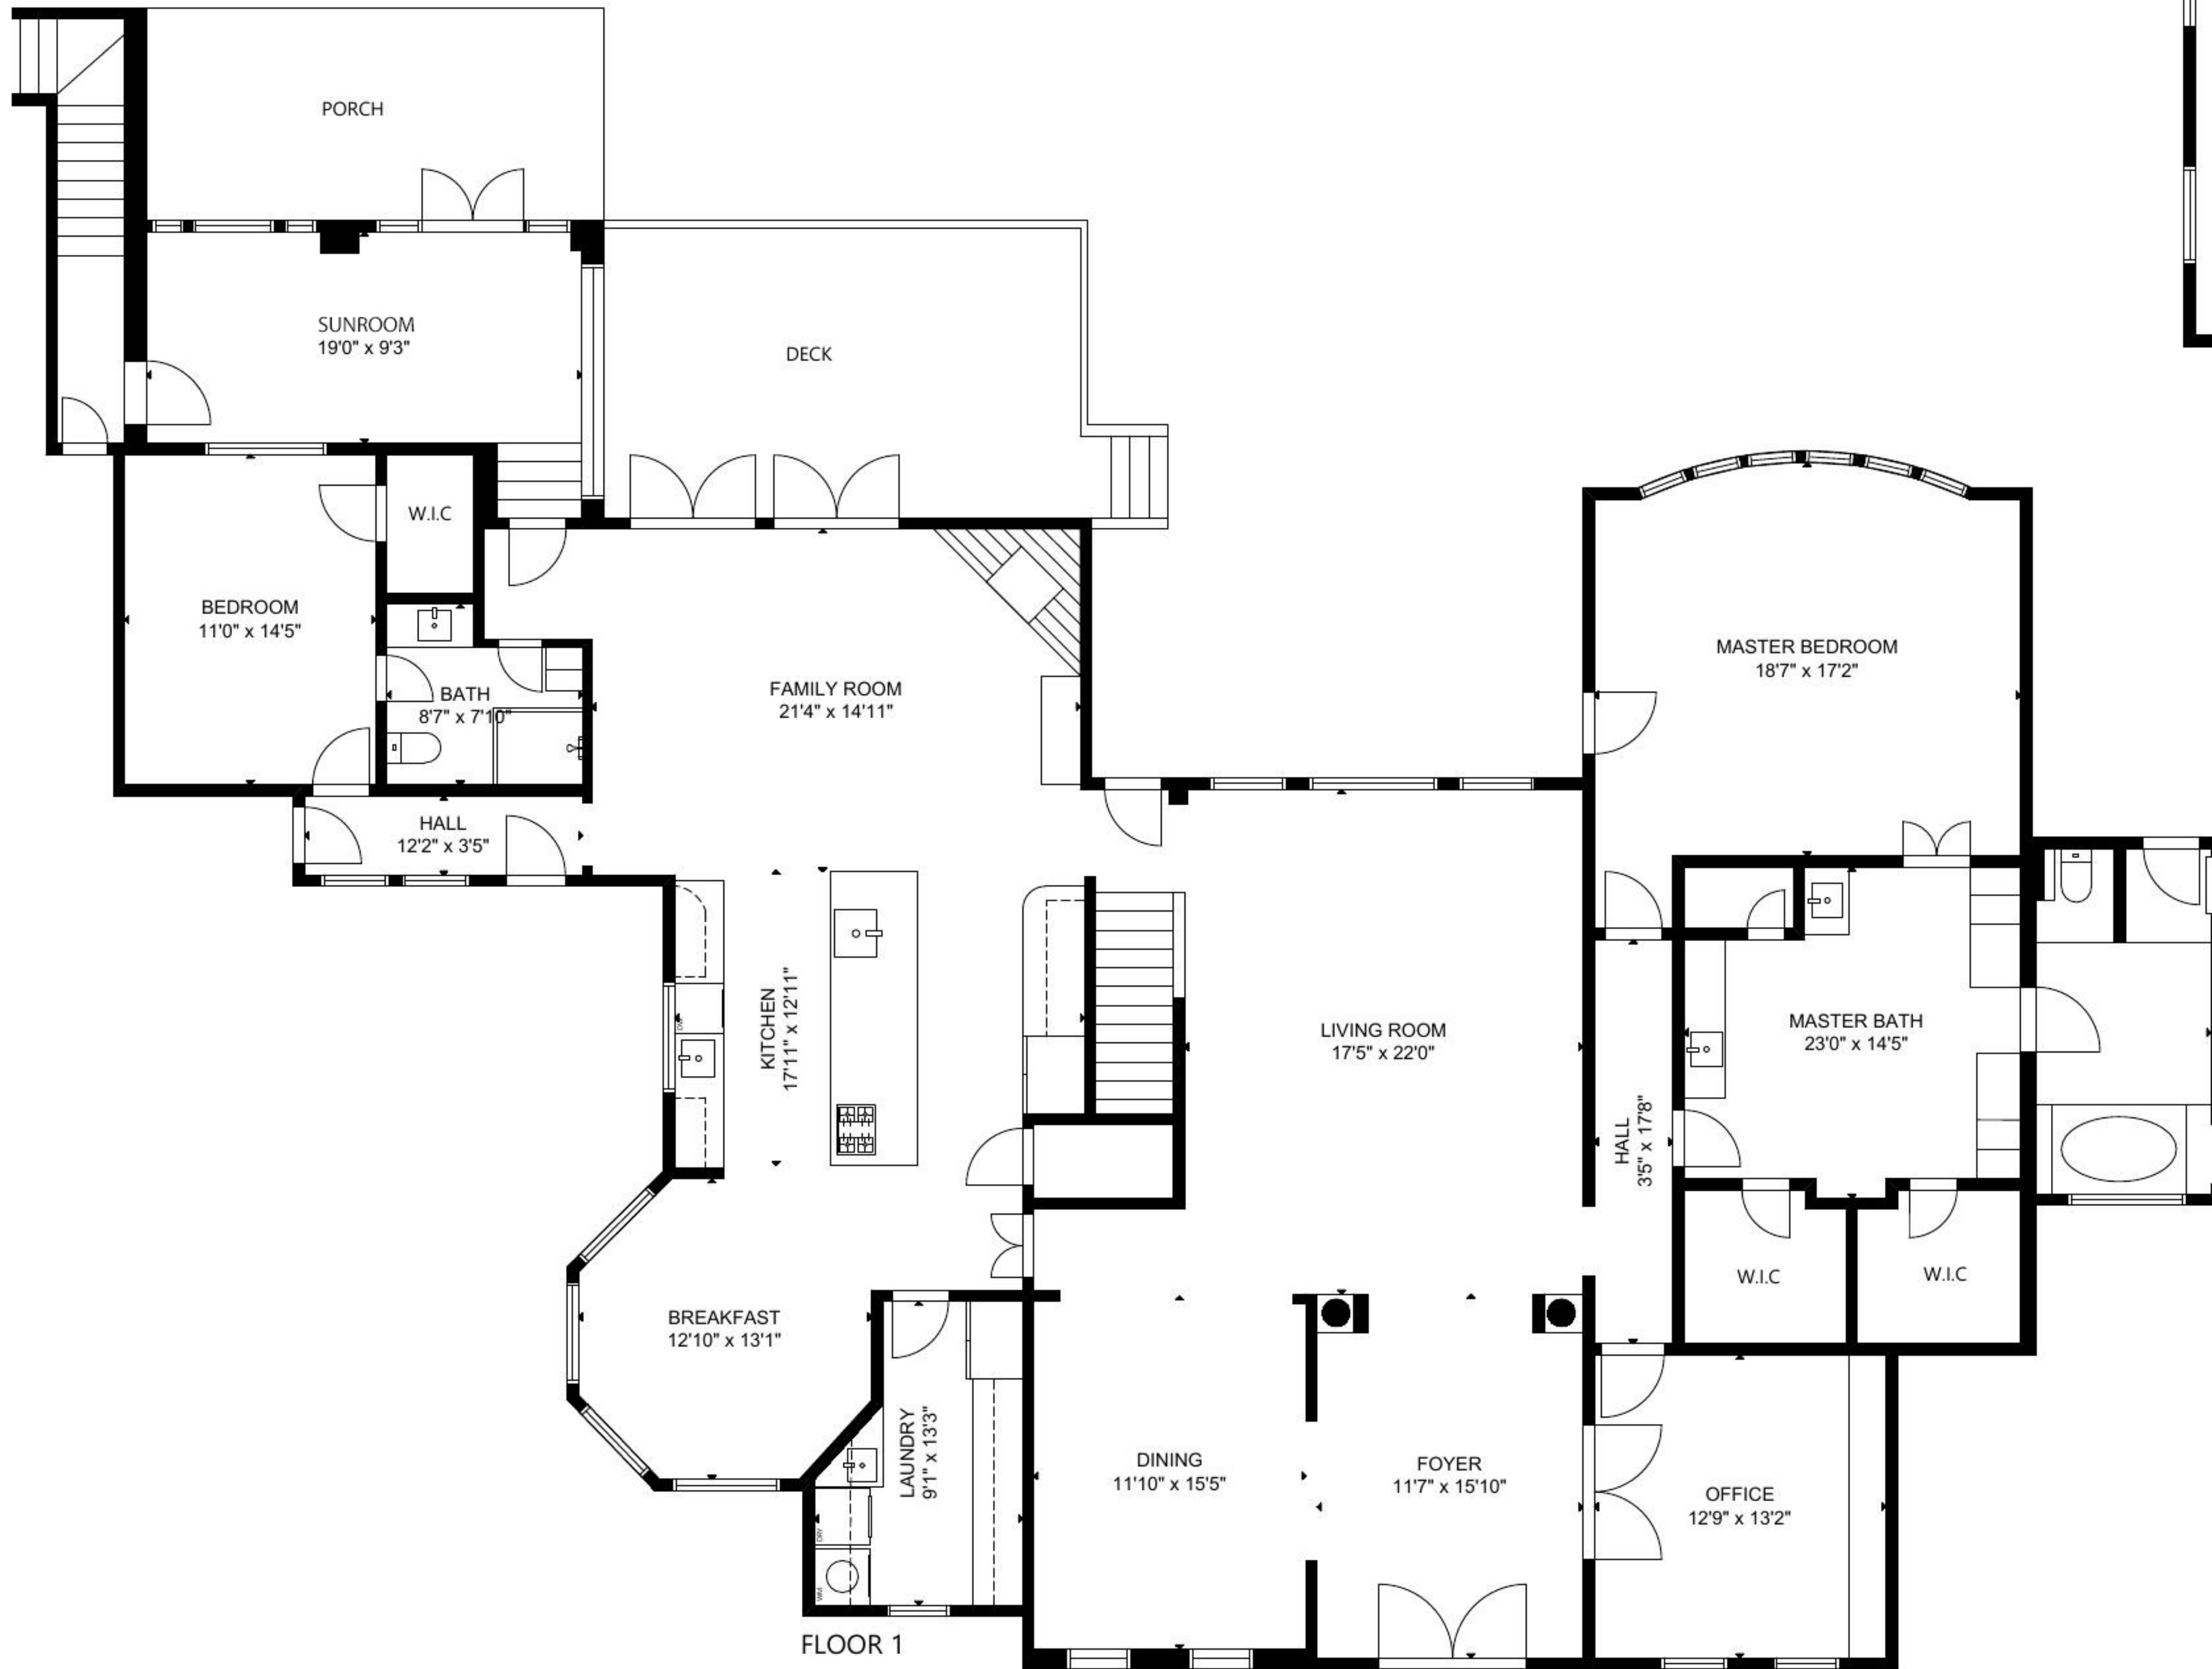 PORCH
SUNROOM
19'0" x 9'3"
DECK
W.I.C
BEDROOM
11'0" x 14'5"
BATH
8'7" x 7'10"
FAMILY ROOM
21'4" x 14'11"
MASTER BEDROOM
18'7" x 17'2"
HALL
12'2" x 3'5"
KITCHEN
17'11" x 12'11"
LIVING ROOM
17'5" x 22'0"
MASTER BATH
23'0" x 14'5"
HALL
3'5" x 17'8"
W.I.C
W.I.C
BREAKFAST
12'10" x 13'1"
LAUNDRY
9'1" x 13'3"
DRY
WM
DINING
11'10" x 15'5"
FOYER
11'7" x 15'10"
OFFICE
12'9" x 13'2"
FLOOR 1